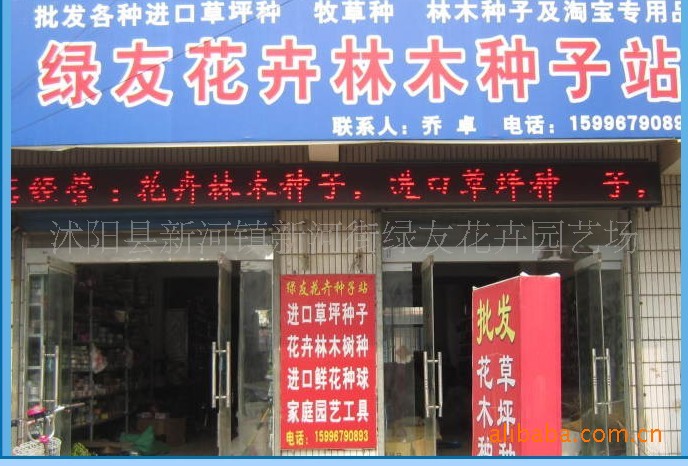 批发各种进口草坪种 牧草种 林木种子及淘宝专用品
绿友花卉林木种子站
联系人：乔 卓 电话：15996790893
主经营：花卉林木种子，进口草坪种 子，
沭阳县新河镇新河街绿友花卉园艺场
绿友花卉种子站
进口草坪种子
花卉林木树种
进口鲜花种球
家庭园艺工具
电话：15996790893
批发
草坪种
花木种
alibaba.com.cn